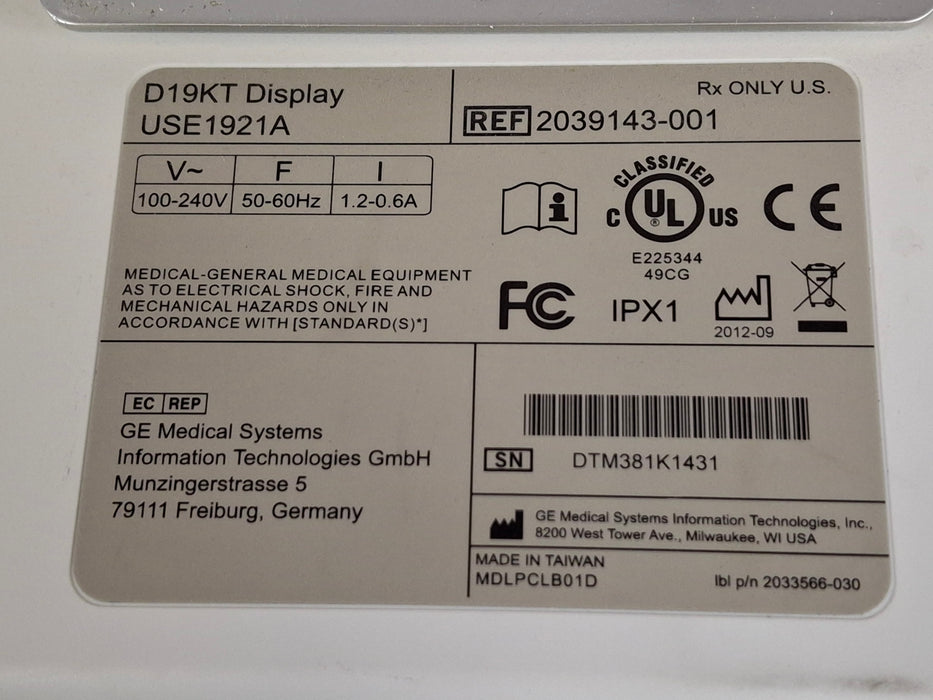 D19KT Display
USE1921A
Rx ONLY U.S.
REF 2039143-001
V~ F I
100-240V 50-60Hz 1.2-0.6A
CLASSIFIED
C UL ® US
E225344
49CG
CE
MEDICAL-GENERAL MEDICAL EQUIPMENT
AS TO ELECTRICAL SHOCK, FIRE AND
MECHANICAL HAZARDS ONLY IN
ACCORDANCE WITH [STANDARD(S)*]
FC IPX1
2012-09
EC REP
GE Medical Systems
Information Technologies GmbH
Munzingerstrasse 5
79111 Freiburg, Germany
SN DTM381K1431
GE Medical Systems Information Technologies, Inc.,
8200 West Tower Ave., Milwaukee, WI USA
MADE IN TAIWAN
MDLPCLB01D
lbl p/n 2033566-030